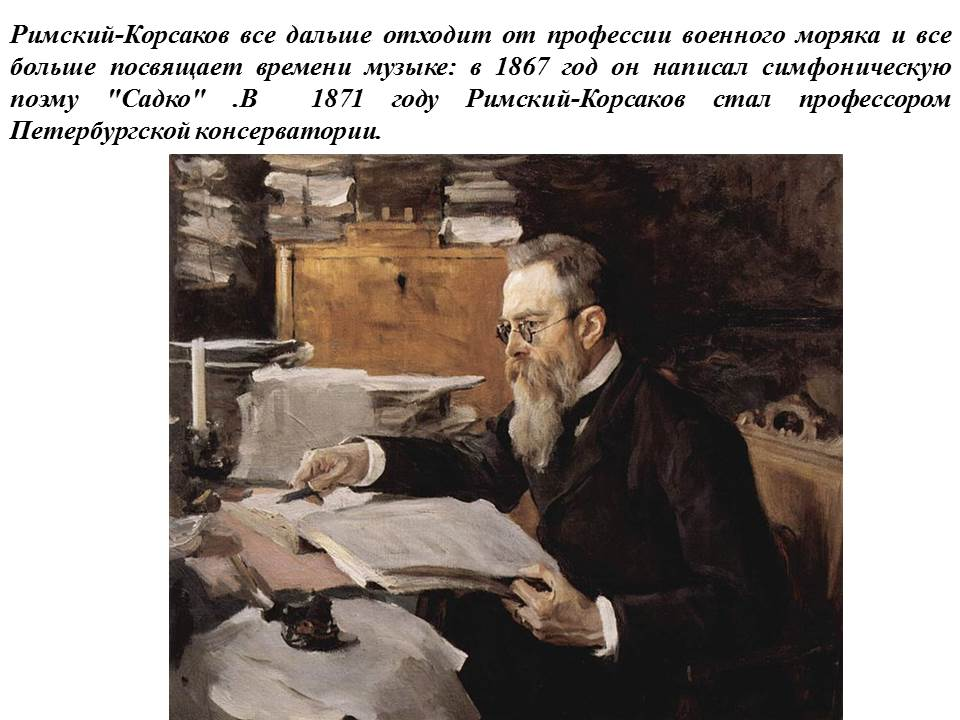 Римский-Корсаков все дальше отходит от профессии военного моряка и все
больше посвящает времени музыке: в 1867 год он написал симфоническую
поэму "Садко" .В 1871 году Римский-Корсаков стал профессором
Петербургской консерватории.